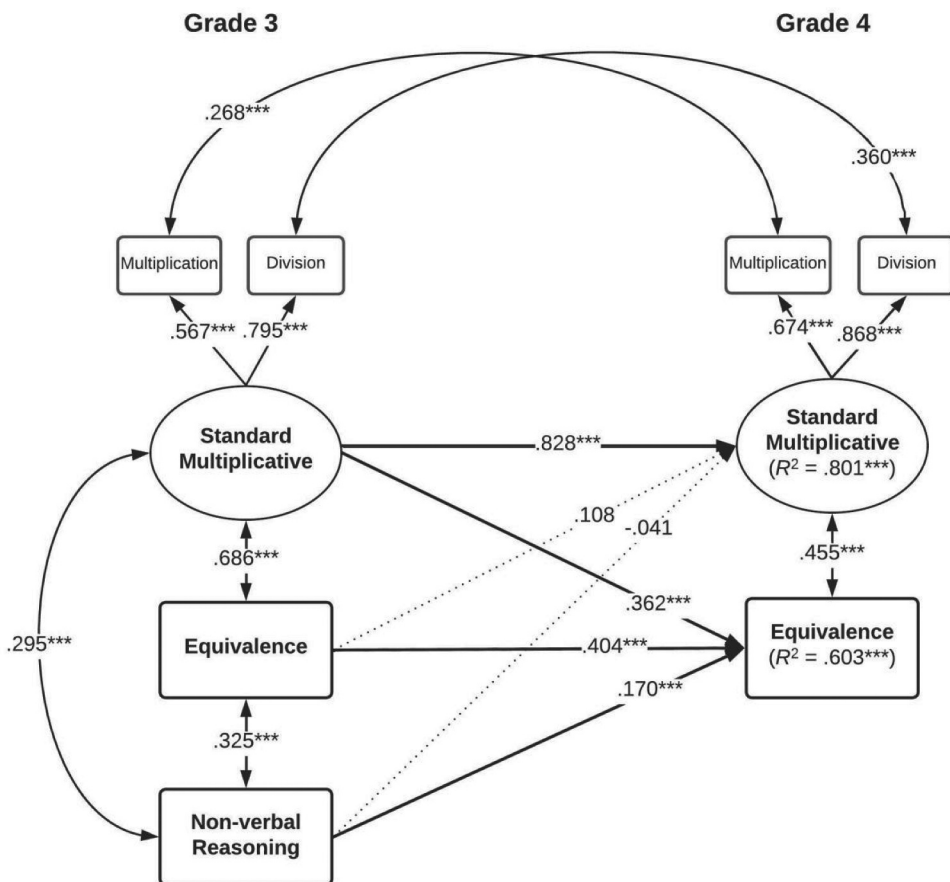 Grade 3
Grade 4
.268***
.360***
Multiplication
Division
Multiplication
Division
.567***
.795***
.674***
.868***
Standard
Multiplicative
.828***
Standard
Multiplicative
(R² = .801***)
.108
-.041
.686***
.455***
.362***
.295***
Equivalence
.404***
Equivalence
(R² = .603***)
.170***
.325***
Non-verbal
Reasoning